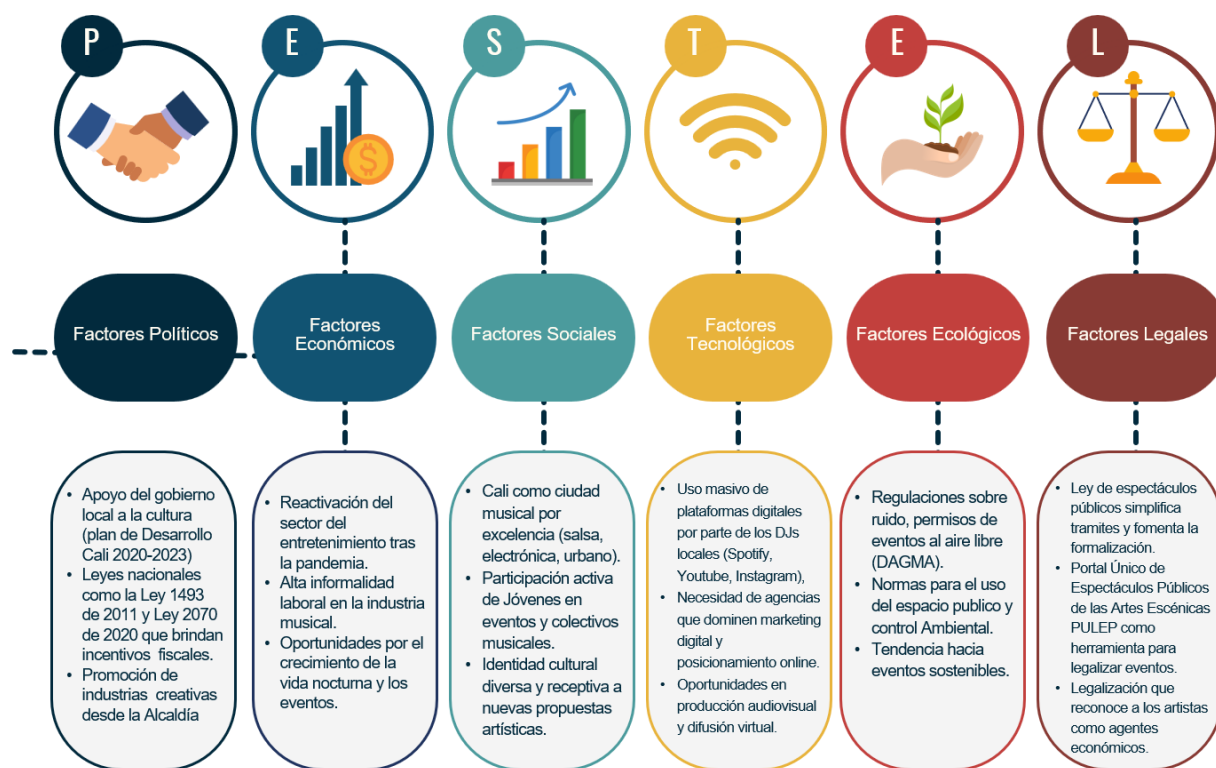 P
E
S
T
E
L
Factores Políticos
Factores
Económicos
Factores Sociales
Factores
Tecnológicos
Factores Ecológicos
Factores Legales
• Apoyo del gobierno
local a la cultura
(plan de Desarrollo
Cali 2020-2023)
• Leyes nacionales
como la Ley 1493
de 2011 y Ley 2070
de 2020 que brindan
incentivos fiscales.
• Promoción de
industrias creativas
desde la Alcaldía
• Reactivación del
sector del
entretenimiento tras
la pandemia.
• Alta informalidad
laboral en la industria
musical.
• Oportunidades por el
crecimiento de la
vida nocturna y los
eventos.
• Cali como ciudad
musical por
excelencia (salsa,
electrónica, urbano).
• Participación activa
de Jóvenes en
eventos y colectivos
musicales.
• Identidad cultural
diversa y receptiva a
nuevas propuestas
artísticas.
• Uso masivo de
plataformas digitales
por parte de los DJs
locales (Spotify,
Youtube, Instagram),
• Necesidad de agencias
que dominen marketing
digital y
posicionamiento online.
• Oportunidades en
producción audiovisual
y difusión virtual.
• Regulaciones sobre
ruido, permisos de
eventos al aire libre
(DAGMA).
• Normas para el uso
del espacio publico y
control Ambiental.
• Tendencia hacia
eventos sostenibles.
• Ley de espectáculos
públicos simplifica
tramites y fomenta la
formalización.
• Portal Único de
Espectáculos Públicos
de las Artes Escénicas
PULEP como
herramienta para
legalizar eventos.
• Legalización que
reconoce a los artistas
como agentes
económicos.
$